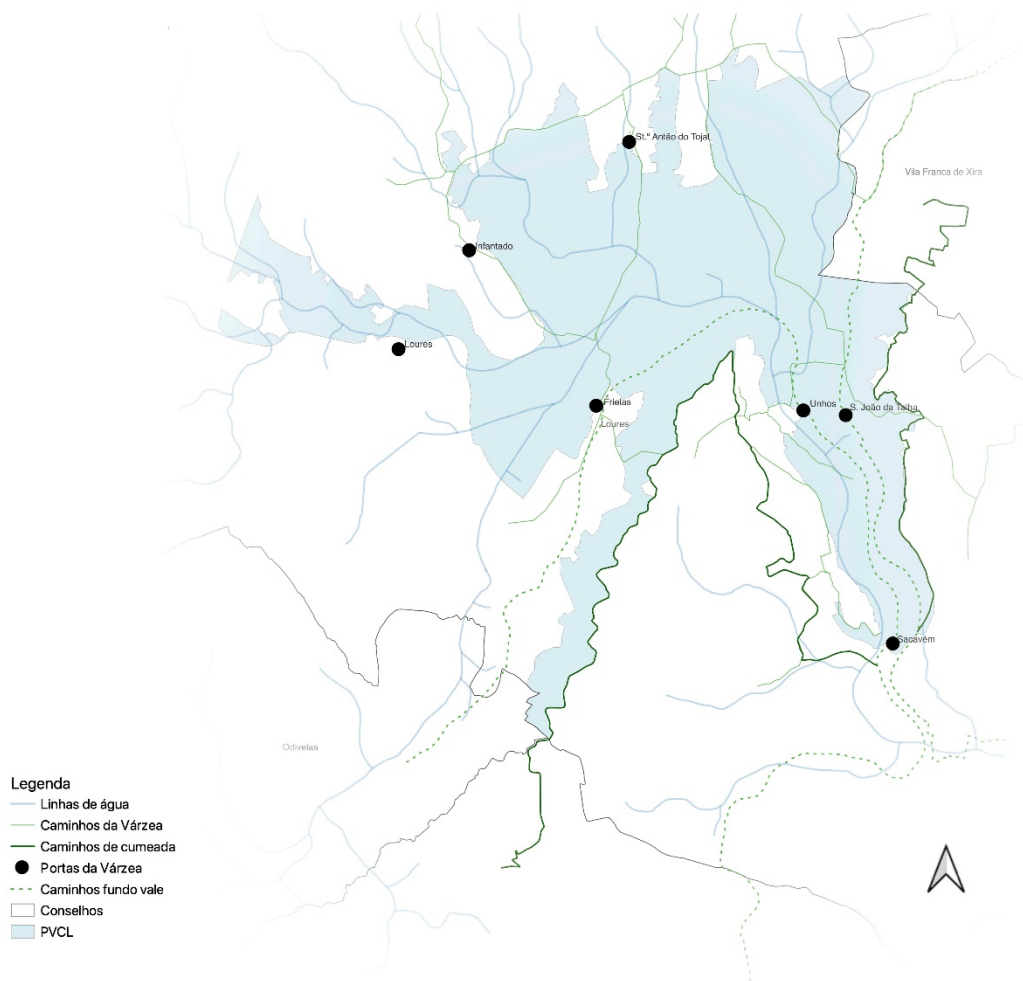 St.º Antão do Tojal
Vila Franca de Xira
Infantado
Loures
Frielas
Loures
Unhos
S. João da Talha
Sacavém
Odivelas
Legenda
Linhas de água
Caminhos da Várzea
Caminhos de cumeada
Portas da Várzea
Caminhos fundo vale
Conselhos
PVCL